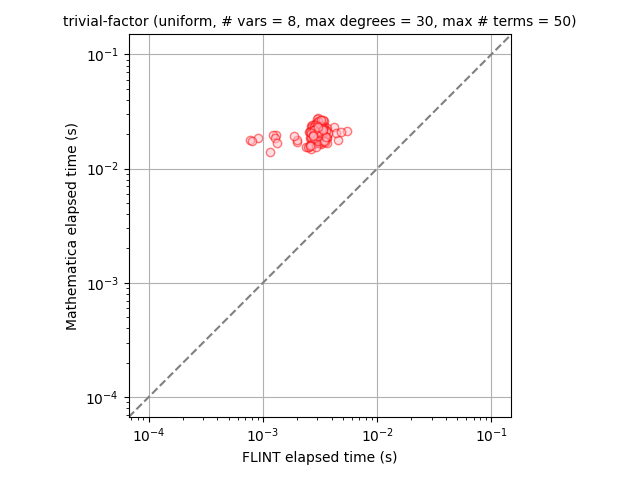 trivial-factor (uniform, # vars = 8, max degrees = 30, max # terms = 50)
Mathematica elapsed time (s)
10⁻¹
10⁻²
10⁻³
10⁻⁴
10⁻⁴ 10⁻³ 10⁻² 10⁻¹
FLINT elapsed time (s)